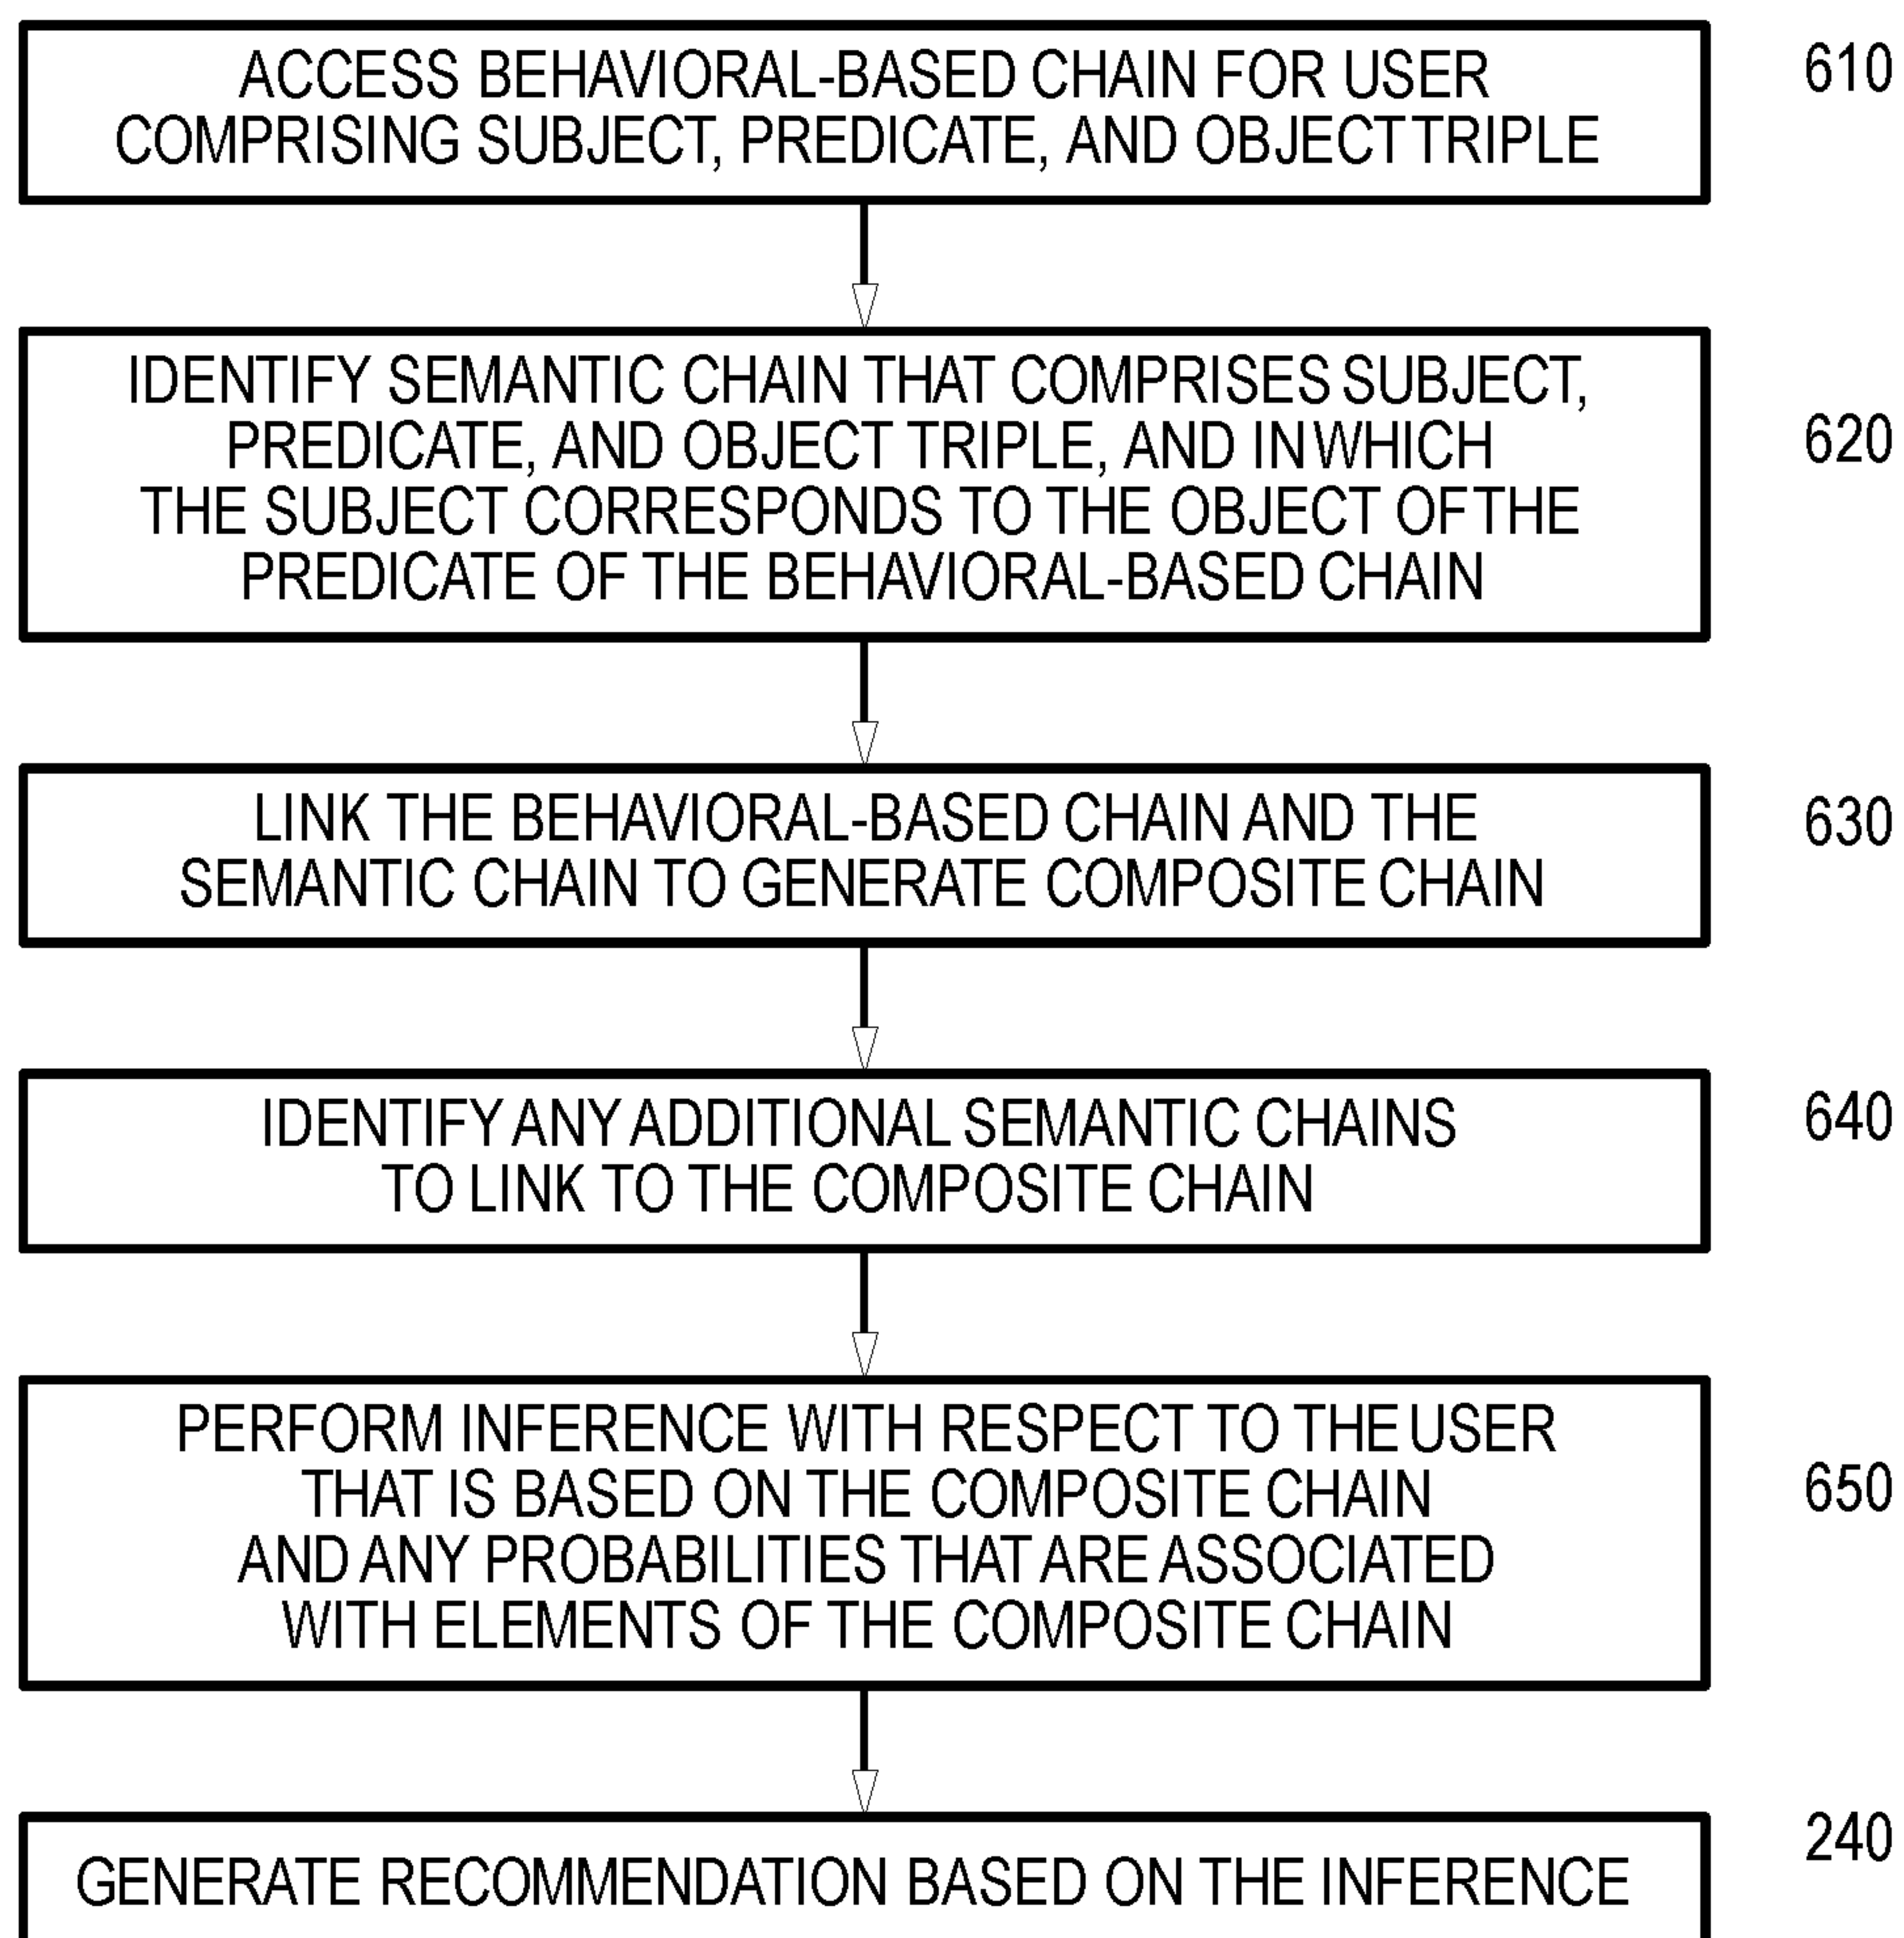 ACCESS BEHAVIORAL-BASED CHAIN FOR USER
COMPRISING SUBJECT, PREDICATE, AND OBJECT TRIPLE
610
IDENTIFY SEMANTIC CHAIN THAT COMPRISES SUBJECT,
PREDICATE, AND OBJECT TRIPLE, AND IN WHICH
THE SUBJECT CORRESPONDS TO THE OBJECT OF THE
PREDICATE OF THE BEHAVIORAL-BASED CHAIN
620
LINK THE BEHAVIORAL-BASED CHAIN AND THE
SEMANTIC CHAIN TO GENERATE COMPOSITE CHAIN
630
IDENTIFY ANY ADDITIONAL SEMANTIC CHAINS
TO LINK TO THE COMPOSITE CHAIN
640
PERFORM INFERENCE WITH RESPECT TO THE USER
THAT IS BASED ON THE COMPOSITE CHAIN
AND ANY PROBABILITIES THAT ARE ASSOCIATED
WITH ELEMENTS OF THE COMPOSITE CHAIN
650
GENERATE RECOMMENDATION BASED ON THE INFERENCE
240